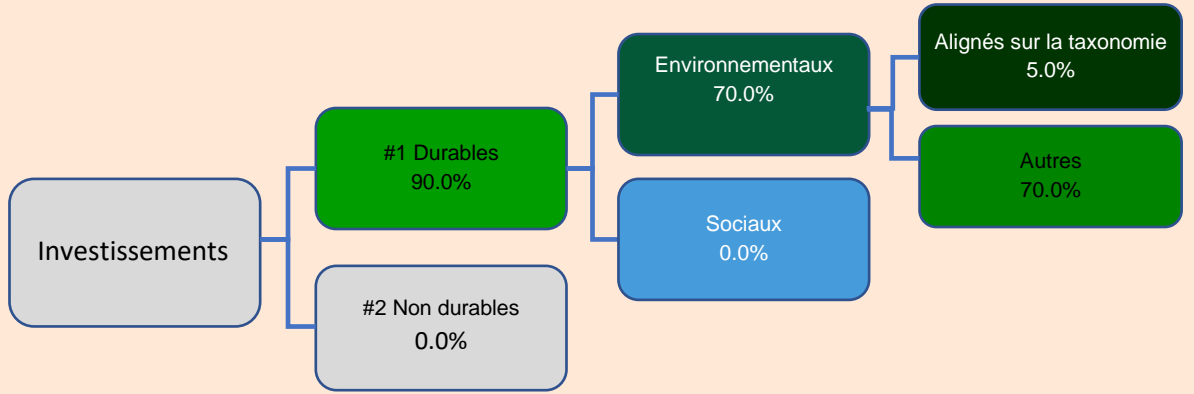 Investissements
#1 Durables
90.0%
#2 Non durables
0.0%
Environnementaux
70.0%
Sociaux
0.0%
Alignés sur la taxonomie
5.0%
Autres
70.0%